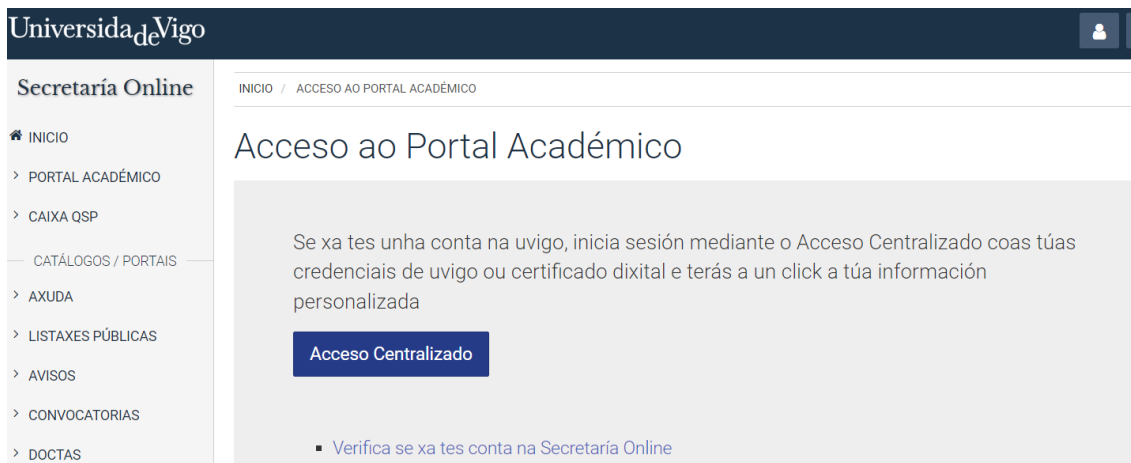 UniversidadeVigo
Secretaría Online
INICIO
PORTAL ACADÉMICO
CAIXA QSP
CATÁLOGOS / PORTAIS
AXUDA
LISTAXES PÚBLICAS
AVISOS
CONVOCATORIAS
DOCTAS
INICIO / ACCESO AO PORTAL ACADÉMICO
Acceso ao Portal Académico
Se xa tes unha conta na uvigo, inicia sesión mediante o Acceso Centralizado coas túas
credenciais de uvigo ou certificado dixital e terás a un click a túa información
personalizada
Acceso Centralizado
Verifica se xa tes conta na Secretaría Online